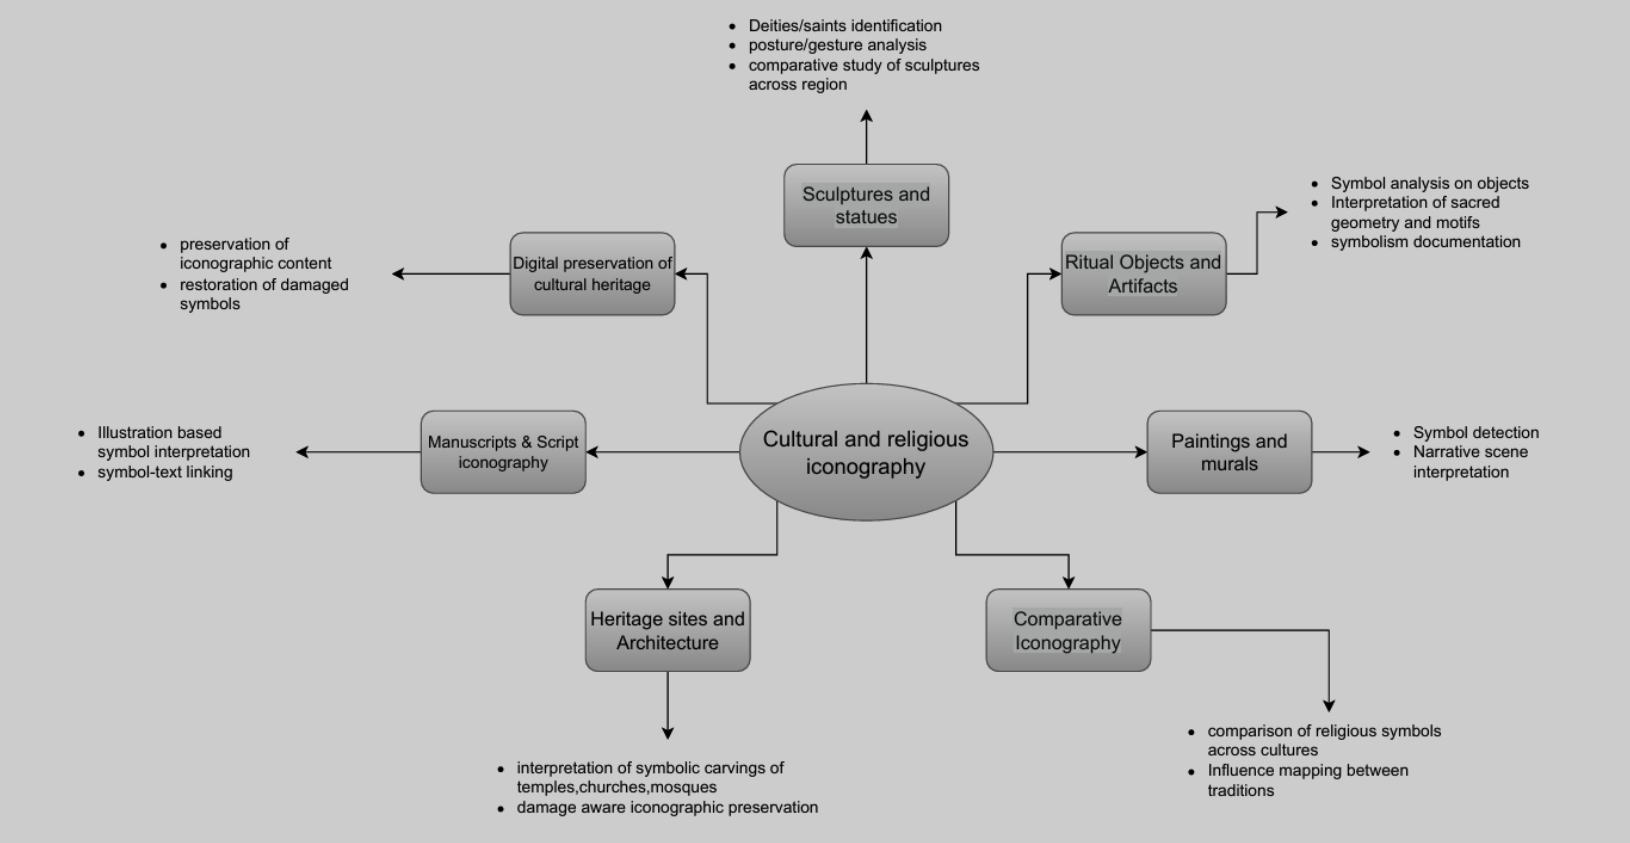 Deities/saints identification
posture/gesture analysis
comparative study of sculptures
across region
Sculptures and
statues
Symbol analysis on objects
Interpretation of sacred
geometry and motifs
symbolism documentation
Ritual Objects and
Artifacts
preservation of
iconographic content
restoration of damaged
symbols
Digital preservation of
cultural heritage
Illustration based
symbol interpretation
symbol-text linking
Manuscripts & Script
iconography
Cultural and religious
iconography
Paintings and
murals
Symbol detection
Narrative scene
interpretation
Heritage sites and
Architecture
Comparative
Iconography
interpretation of symbolic carvings of
temples,churches,mosques
damage aware iconographic preservation
comparison of religious symbols
across cultures
Influence mapping between
traditions